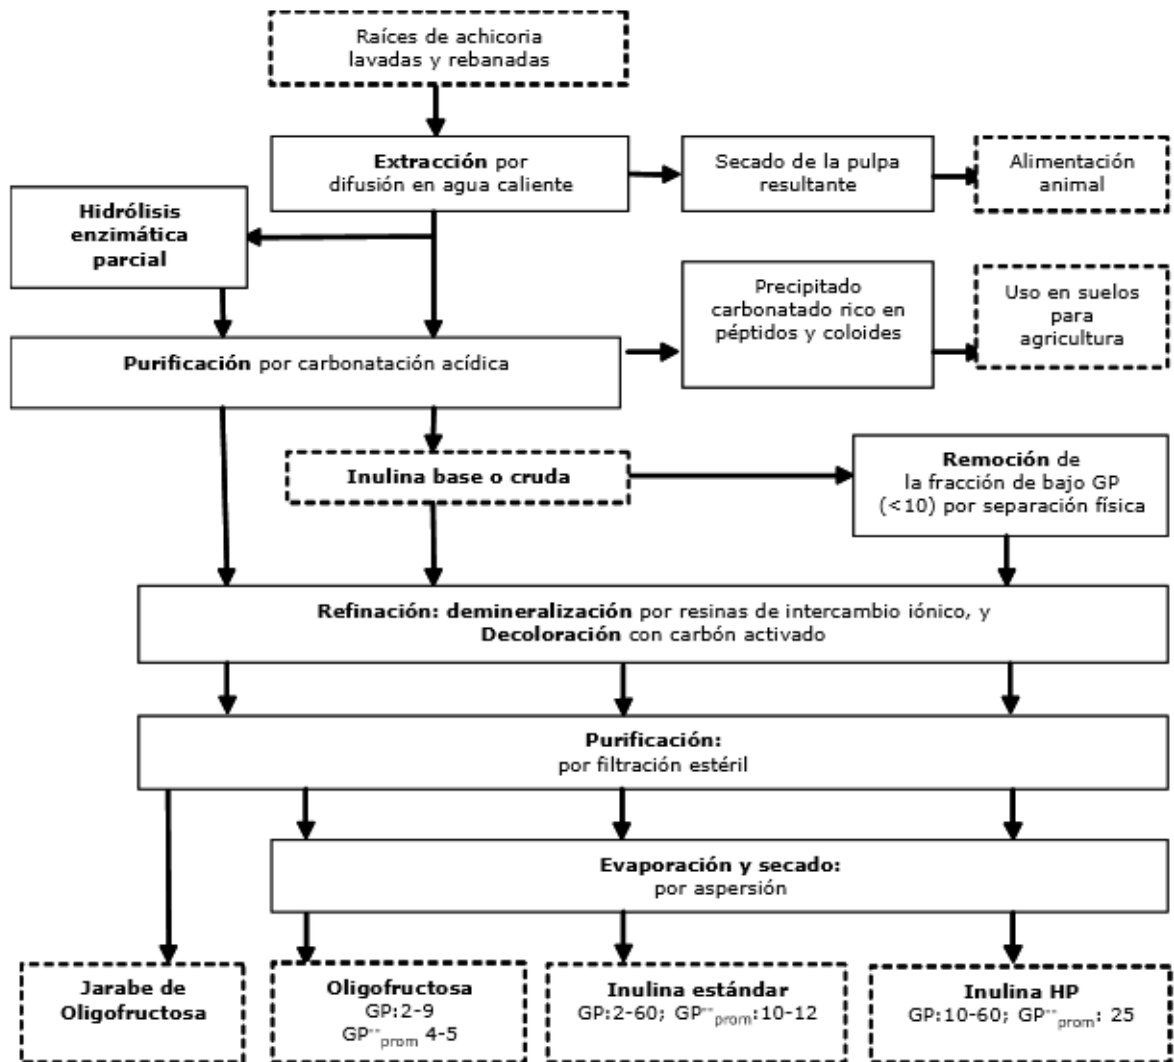 Raíces de achicoria
lavadas y rebanadas
Extracción por
difusión en agua caliente
Secado de la pulpa
resultante
Alimentación
animal
Hidrólisis
enzimática
parcial
Precipitado
carbonatado rico en
péptidos y coloides
Uso en suelos
para
agricultura
Purificación por carbonatación acídica
Inulina base o cruda
Remoción de
la fracción de bajo GP
(<10) por separación física
Refinación: demineralización por resinas de intercambio iónico, y
Decoloración con carbón activado
Purificación:
por filtración estéril
Evaporación y secado:
por aspersión
Jarabe de
Oligofructosa
Oligofructosa
GP:2-9
GP--prom 4-5
Inulina estándar
GP:2-60; GP--prom:10-12
Inulina HP
GP:10-60; GP--prom: 25